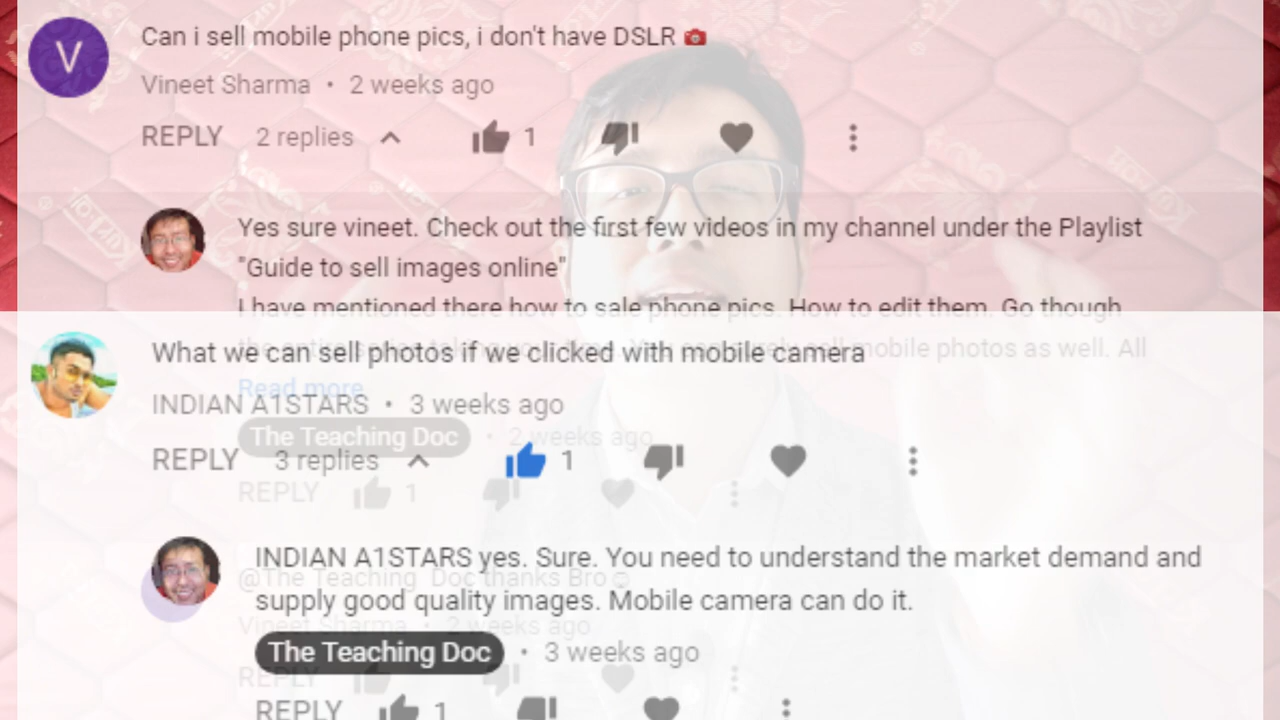 V
Can i sell mobile phone pics, i don't have DSLR
Vineet Sharma • 2 weeks ago
REPLY 2 replies 1
Yes sure vineet. Check out the first few videos in my channel under the Playlist
"Guide to sell images online"
I have mentioned there how to sale phone pics. How to edit them. Go though
What we can sell photos if we clicked with mobile camera
mobile photos as well. All
Read more
INDIAN A1STARS • 3 weeks ago
The Teaching Doc • 2 weeks ago
REPLY 3 replies 1
REPLY 1
INDIAN A1STARS yes. Sure. You need to understand the market demand and
@The Teaching Doc thanks Bro
supply good quality images. Mobile camera can do it.
Vineet Sharma • 2 weeks ago
The Teaching Doc • 3 weeks ago
REPLY
REPLY 1